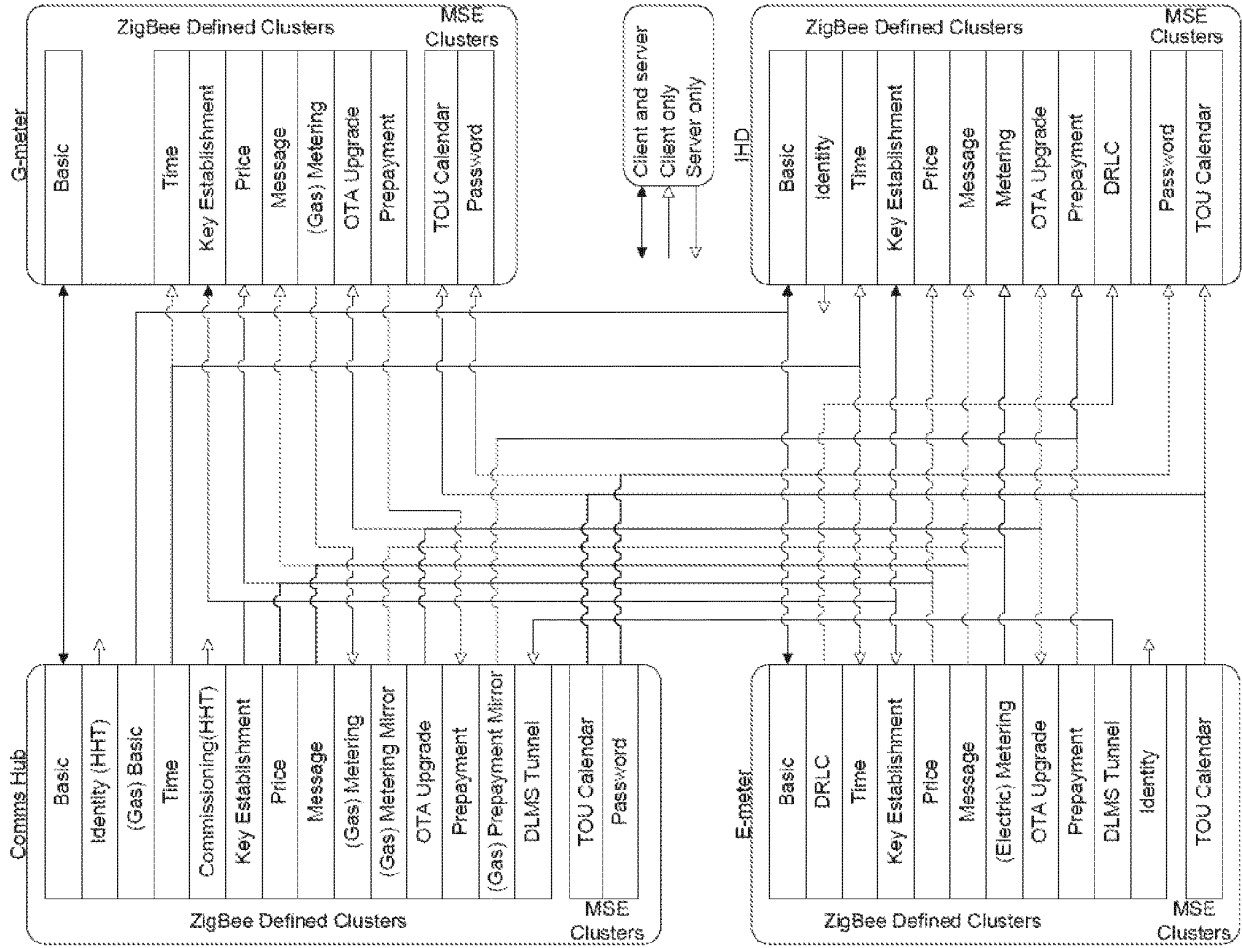 Comms Hub
Basic
Identity (HHT)
(Gas) Basic
Time
Commissioning(HHT)
Key Establishment
Price
Message
(Gas) Metering
(Gas) Metering Mirror
OTA Upgrade
Prepayment
(Gas) Prepayment Mirror
DLMS Tunnel
TOU Calendar
Password
ZigBee Defined Clusters
MSE
Clusters
G-meter
ZigBee Defined Clusters
MSE
Clusters
Basic
Time
Key Establishment
Price
Message
(Gas) Metering
OTA Upgrade
Prepayment
TOU Calendar
Password
Client and server
Client only
Server only
E-meter
Basic
DRLC
Time
Key Establishment
Price
Message
(Electric) Metering
OTA Upgrade
Prepayment
DLMS Tunnel
Identity
TOU Calendar
ZigBee Defined Clusters
MSE
Clusters
IHD
ZigBee Defined Clusters
MSE
Clusters
Basic
Identity
Time
Key Establishment
Price
Message
Metering
OTA Upgrade
Prepayment
DRLC
Password
TOU Calendar